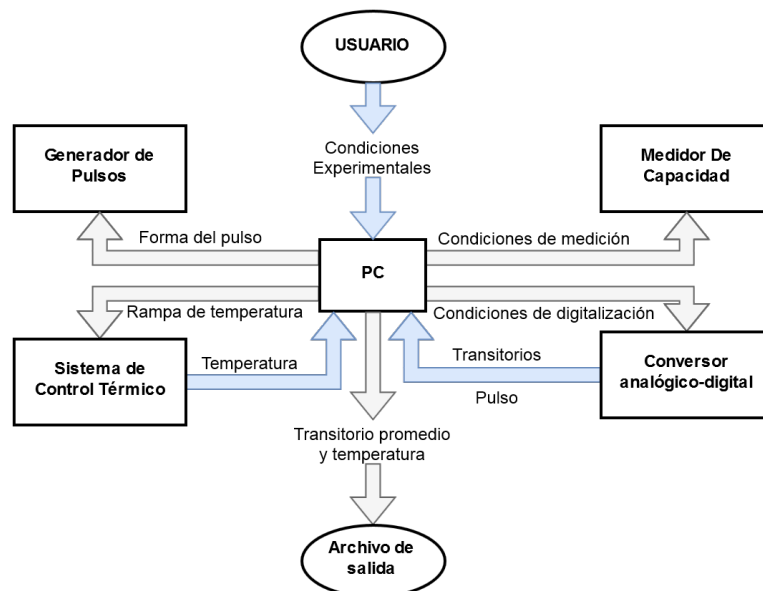 USUARIO
Condiciones
Experimentales
Generador de
Pulsos
Medidor De
Capacidad
Forma del pulso
Condiciones de medición
PC
Rampa de temperatura
Condiciones de digitalización
Sistema de
Control Térmico
Temperatura
Transitorios
Pulso
Conversor
analógico-digital
Transitorio promedio
y temperatura
Archivo de
salida